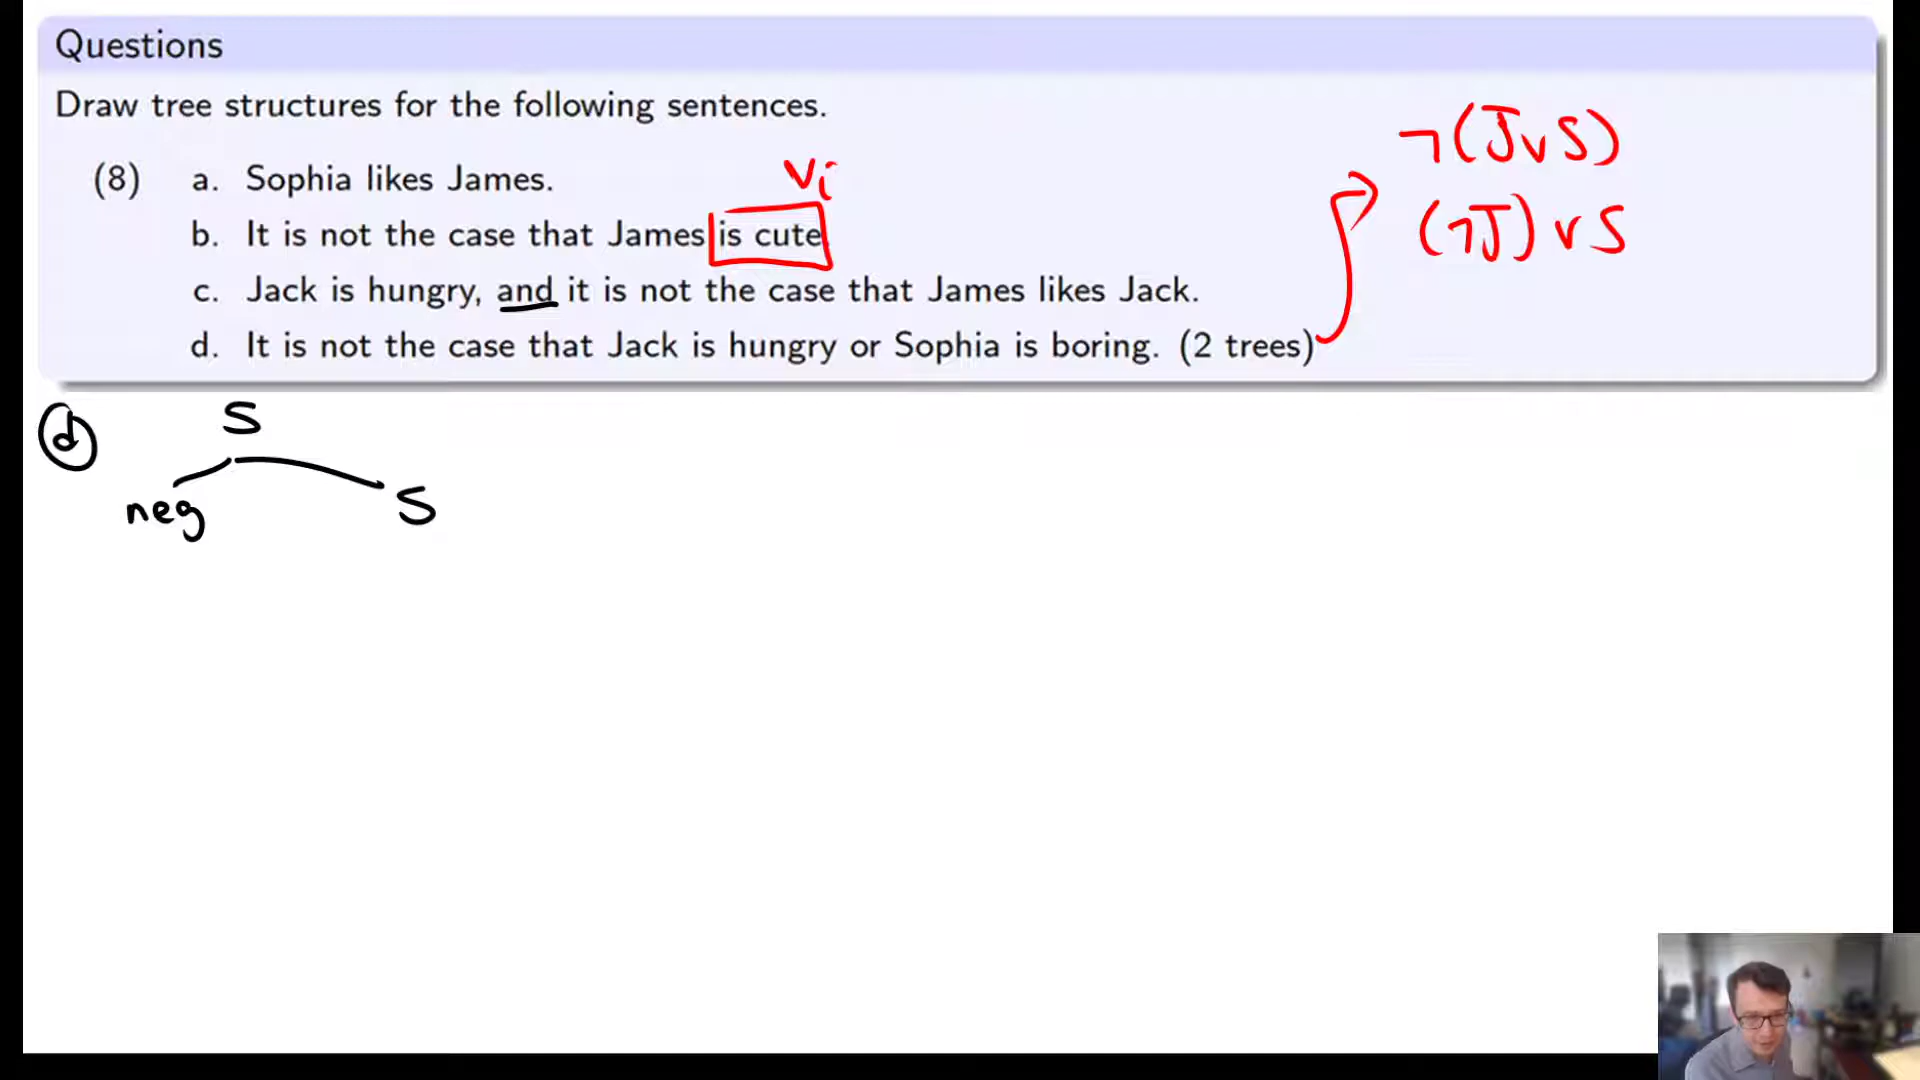 Questions
Draw tree structures for the following sentences.
(8) a. Sophia likes James.
Vi
b. It is not the case that James is cute
c. Jack is hungry, and it is not the case that James likes Jack.
d. It is not the case that Jack is hungry or Sophia is boring. (2 trees)
¬(J∨S)
(¬J)∨S
d
S
neg S